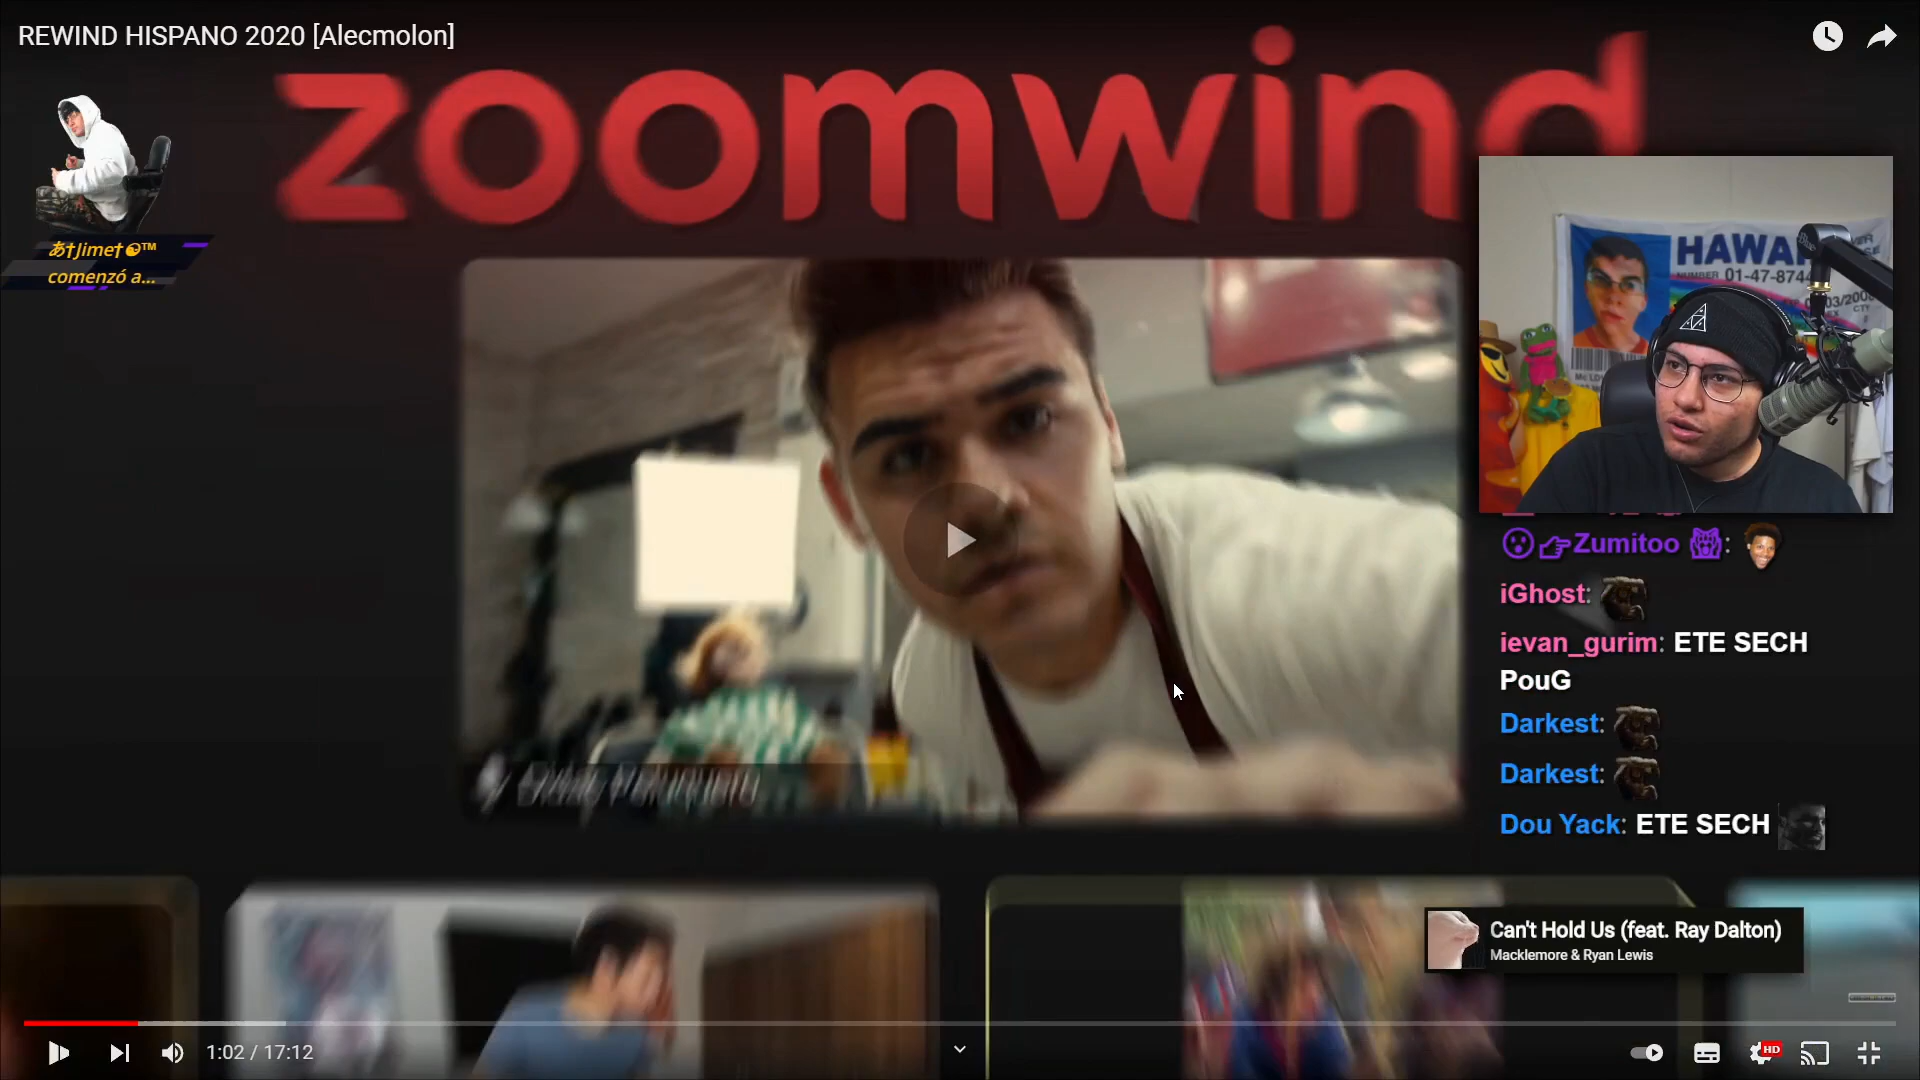 REWIND HISPANO 2020 [Alecmolon]
zoomwind
あ†Jime†☯™
comenzó a...
HAWAI
NUMBER 01-47-8744
Zumitoo :
iGhost:
ievan_gurim: ETE SECH
PouG
Darkest:
Darkest:
Dou Yack: ETE SECH
Can't Hold Us (feat. Ray Dalton)
Macklemore & Ryan Lewis
1:02 / 17:12
HD